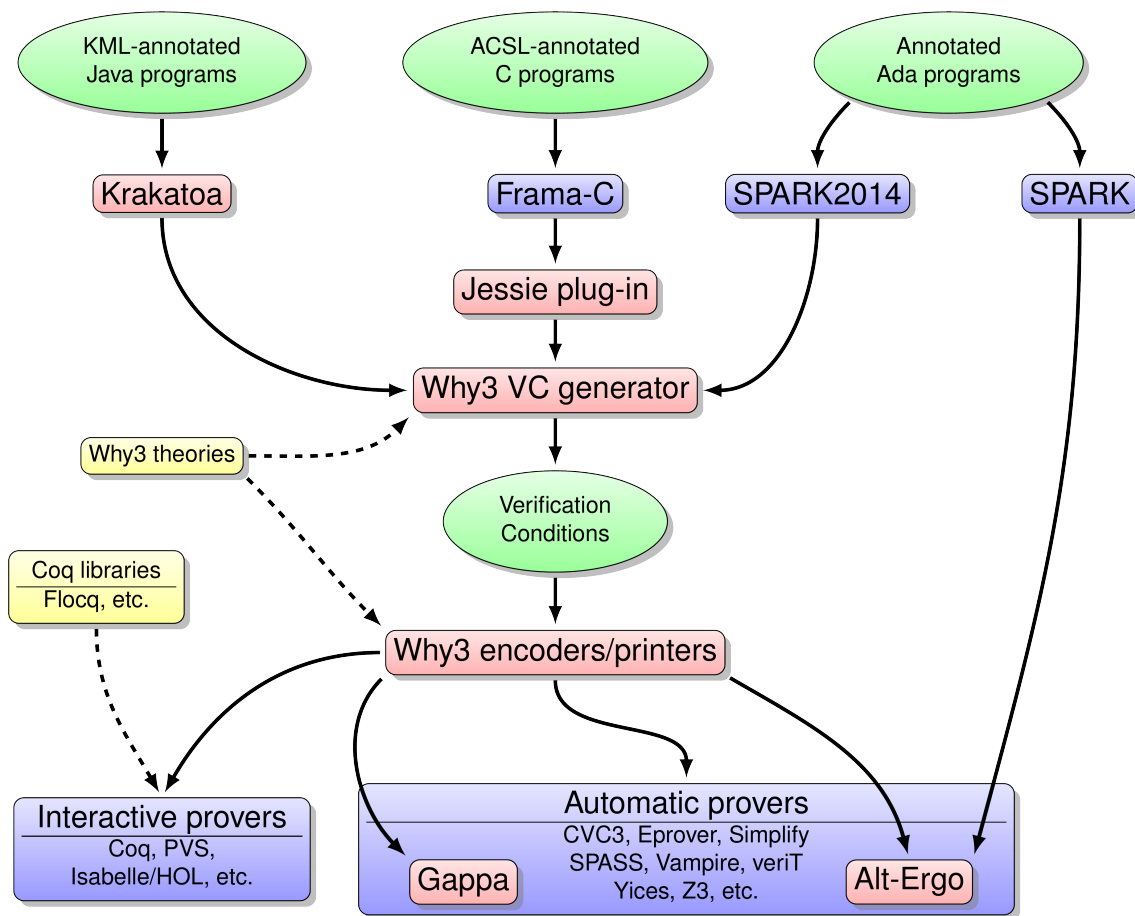 KML-annotated
Java programs
ACSL-annotated
C programs
Annotated
Ada programs
Krakatoa
Frama-C
SPARK2014
SPARK
Jessie plug-in
Why3 VC generator
Why3 theories
Verification
Conditions
Coq libraries
Flocq, etc.
Why3 encoders/printers
Interactive provers
Coq, PVS,
Isabelle/HOL, etc.
Automatic provers
CVC3, Eprover, Simplify
SPASS, Vampire, veriT
Yices, Z3, etc.
Gappa
Alt-Ergo